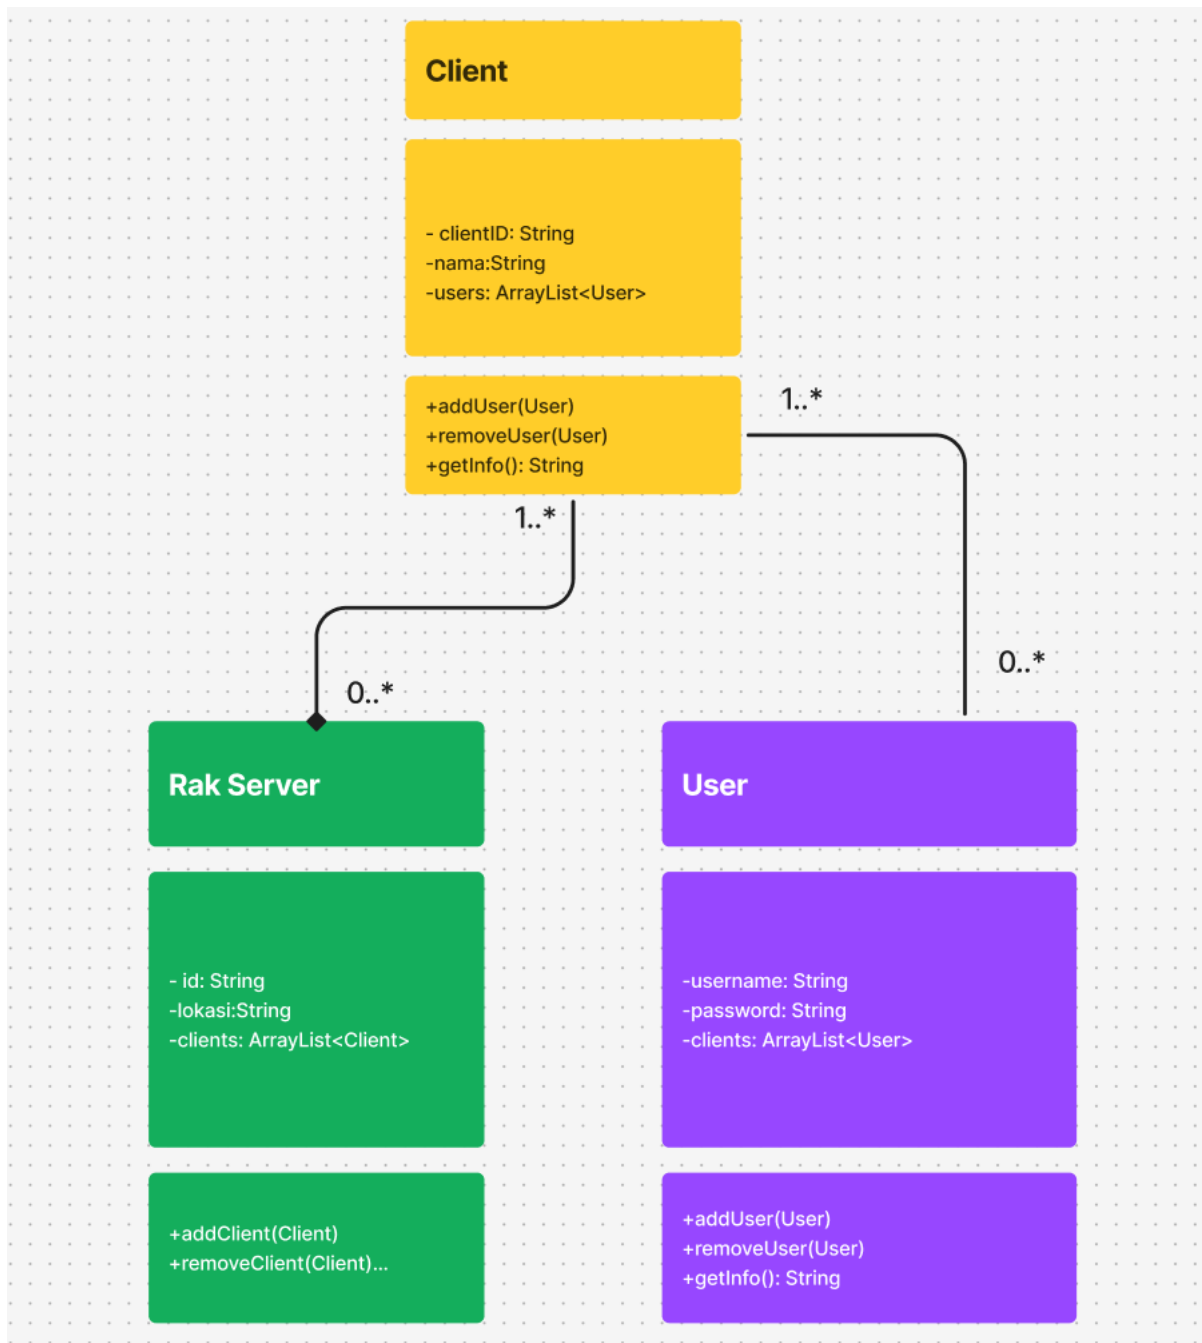 Client
- clientID: String
-nama:String
-users: ArrayList<User>
+addUser(User)
+removeUser(User)
+getInfo(): String
1..*
1..*
0..*
0..*
Rak Server
- id: String
-lokasi:String
-clients: ArrayList<Client>
+addClient(Client)
+removeClient(Client)...
User
-username: String
-password: String
-clients: ArrayList<User>
+addUser(User)
+removeUser(User)
+getInfo(): String